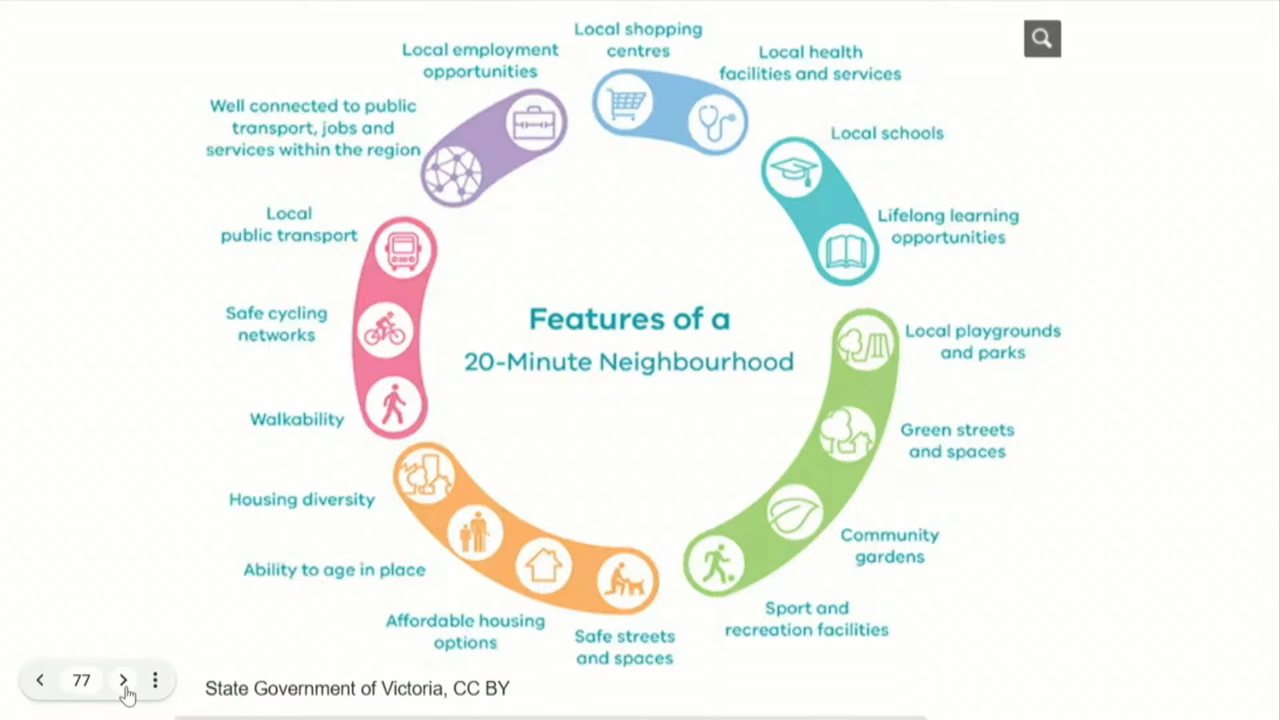 Local shopping
centres
Local health
facilities and services
Local schools
Lifelong learning
opportunities
Local playgrounds
and parks
Green streets
and spaces
Community
gardens
Sport and
recreation facilities
Safe streets
and spaces
Affordable housing
options
Ability to age in place
Housing diversity
Walkability
Safe cycling
networks
Local
public transport
Well connected to public
transport, jobs and
services within the region
Local employment
opportunities
Features of a
20-Minute Neighbourhood
77
State Government of Victoria, CC BY